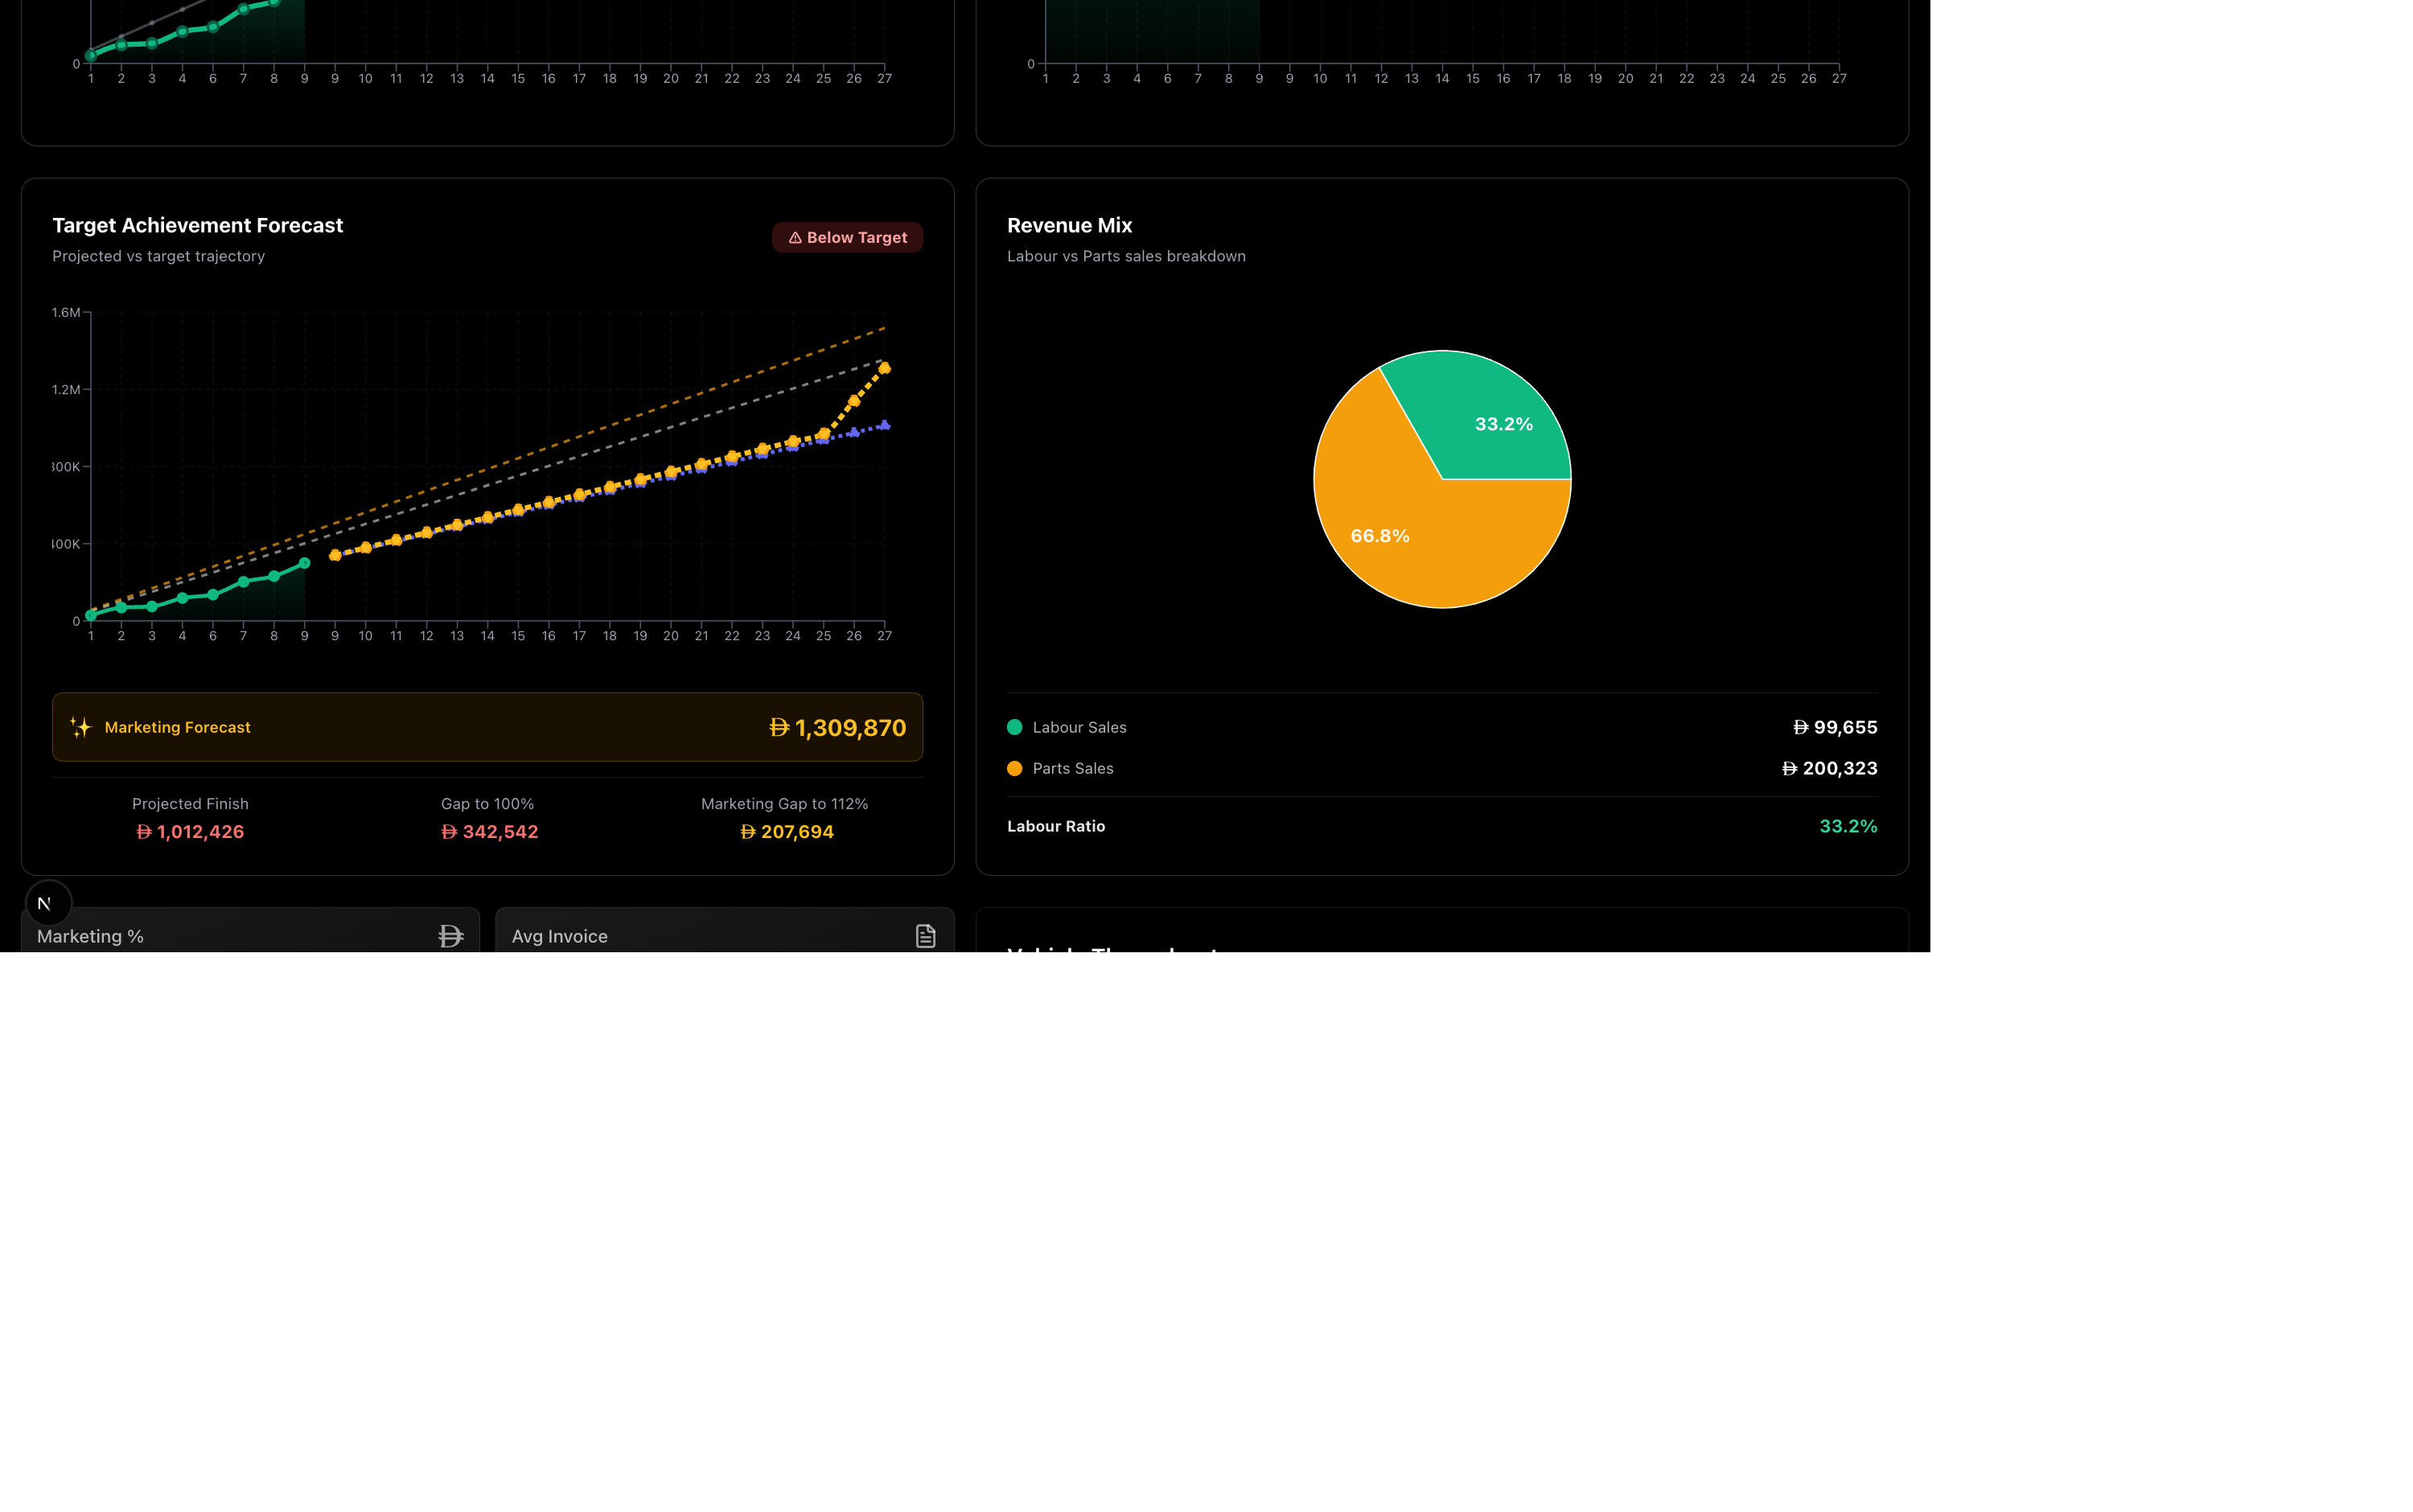 0
1 2 3 4 6 7 8 9 9 10 11 12 13 14 15 16 17 18 19 20 21 22 23 24 25 26 27
0
1 2 3 4 6 7 8 9 9 10 11 12 13 14 15 16 17 18 19 20 21 22 23 24 25 26 27
Target Achievement Forecast
Projected vs target trajectory
Below Target
1.6M
1.2M
0
1 2 3 4 6 7 8 9 9 10 11 12 13 14 15 16 17 18 19 20 21 22 23 24 25 26 27
Marketing Forecast
1,309,870
Projected Finish
1,012,426
Gap to 100%
342,542
Marketing Gap to 112%
207,694
Revenue Mix
Labour vs Parts sales breakdown
33.2%
66.8%
Labour Sales
99,655
Parts Sales
200,323
Labour Ratio
33.2%
N
Marketing %
Avg Invoice